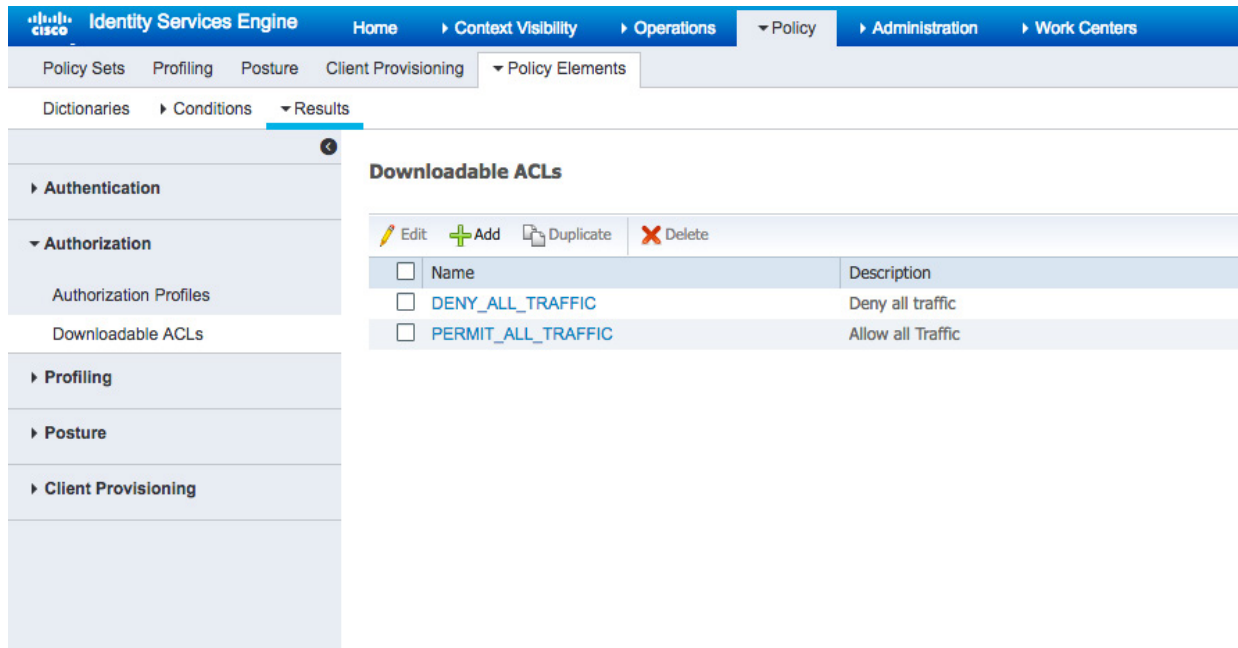 cisco Identity Services Engine Home Context Visibility Operations Policy Administration Work Centers
Policy Sets Profiling Posture Client Provisioning Policy Elements
Dictionaries Conditions Results
Authentication
Authorization
Authorization Profiles
Downloadable ACLs
Profiling
Posture
Client Provisioning
Downloadable ACLs
Edit Add Duplicate Delete
Name Description
DENY_ALL_TRAFFIC Deny all traffic
PERMIT_ALL_TRAFFIC Allow all Traffic